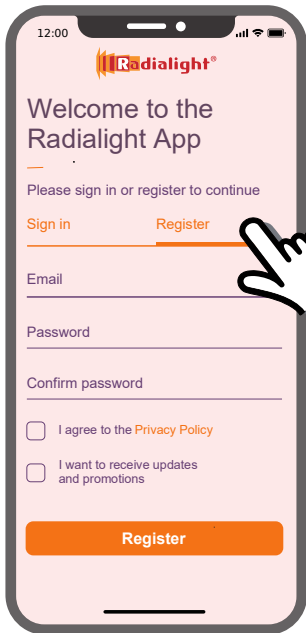 12:00
Radialight®
Welcome to the
Radialight App
Please sign in or register to continue
Sign in Register
Email
Password
Confirm password
I agree to the Privacy Policy
I want to receive updates
and promotions
Register